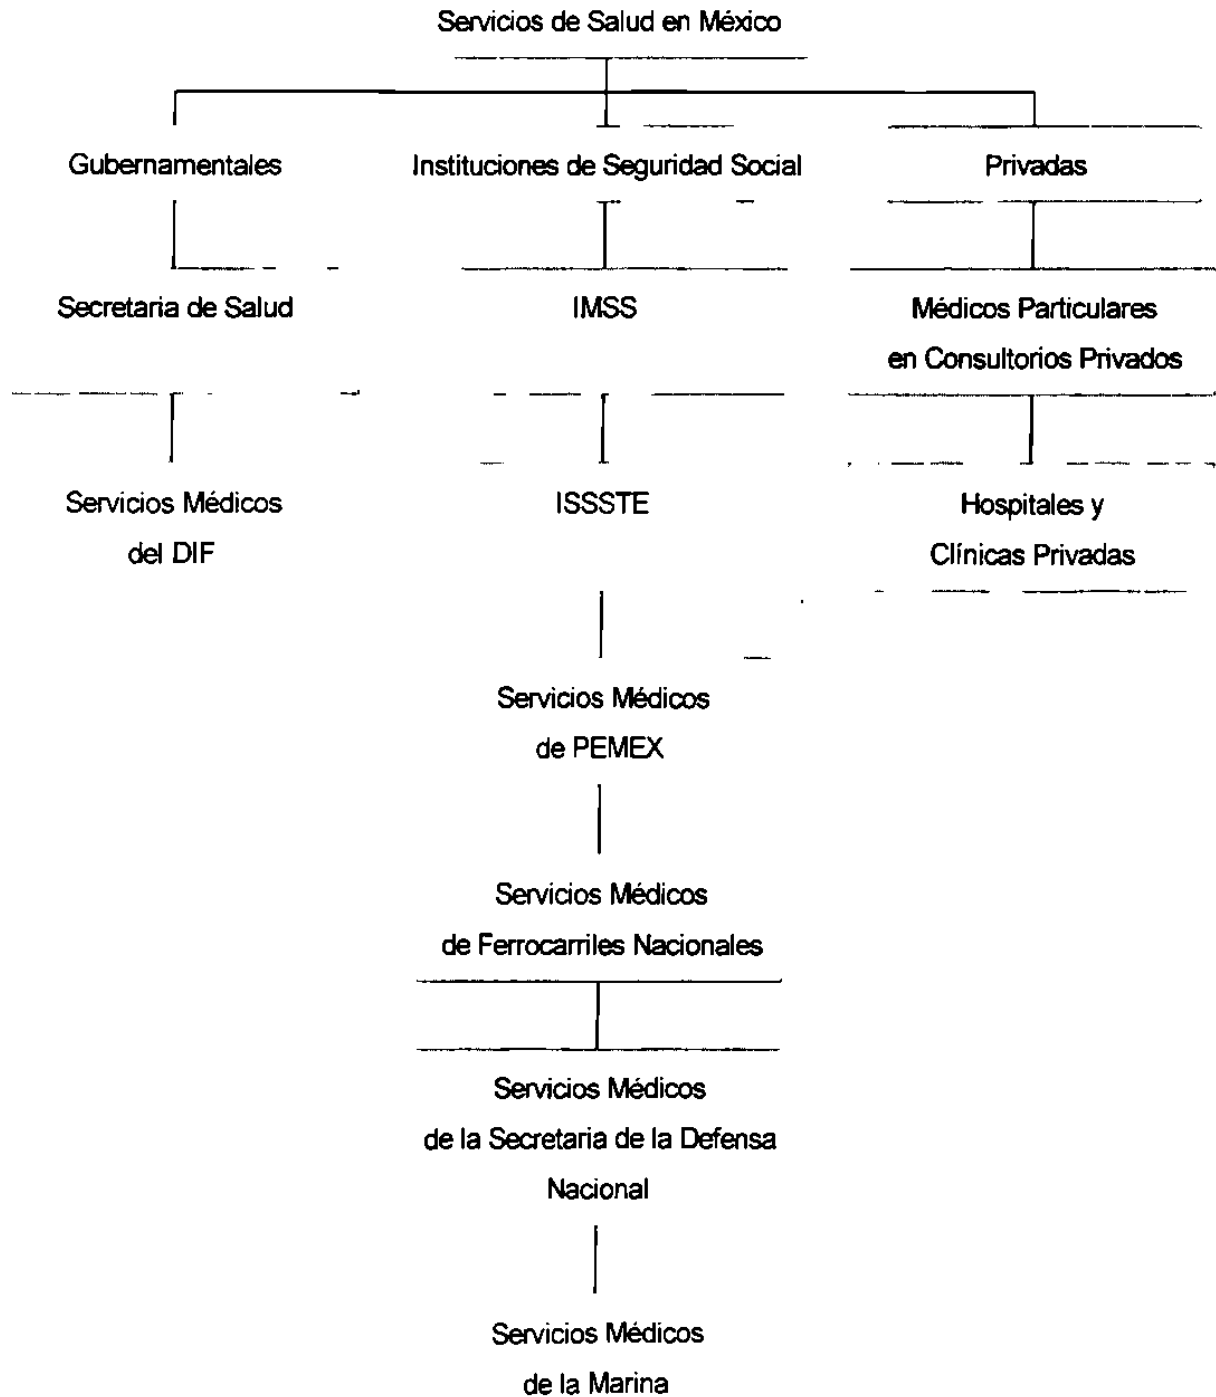 Servicios de Salud en México
Gubernamentales
Instituciones de Seguridad Social
Privadas
Secretaria de Salud
IMSS
Médicos Particulares
en Consultorios Privados
Servicios Médicos
del DIF
ISSSTE
Hospitales y
Clínicas Privadas
Servicios Médicos
de PEMEX
Servicios Médicos
de Ferrocarriles Nacionales
Servicios Médicos
de la Secretaria de la Defensa
Nacional
Servicios Médicos
de la Marina